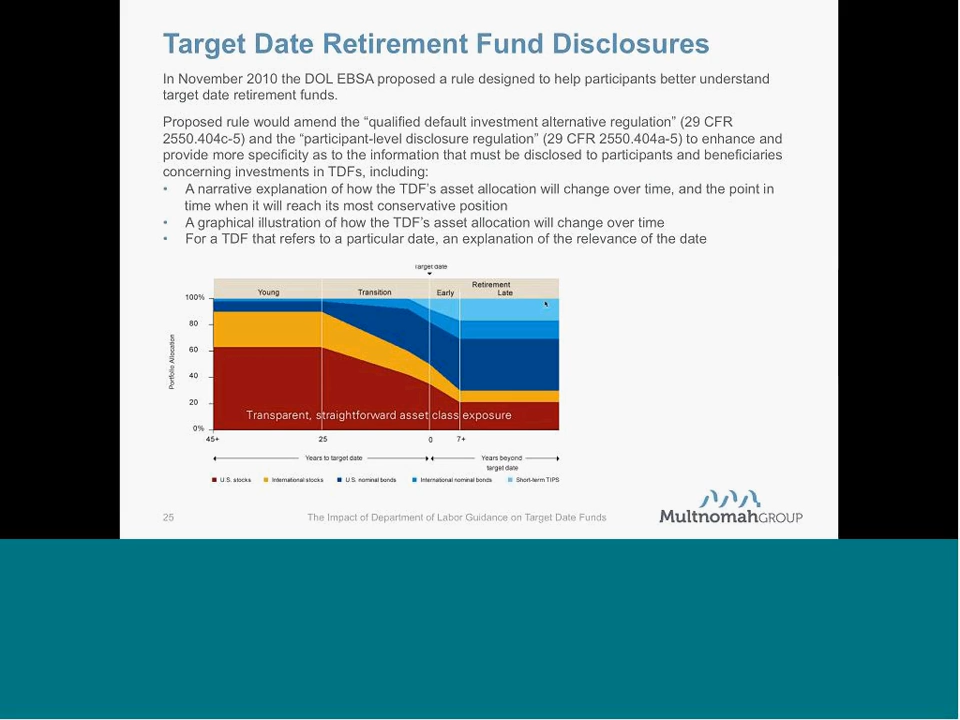 Target Date Retirement Fund Disclosures
In November 2010 the DOL EBSA proposed a rule designed to help participants better understand
target date retirement funds.
Proposed rule would amend the “qualified default investment alternative regulation” (29 CFR
2550.404c-5) and the “participant-level disclosure regulation” (29 CFR 2550.404a-5) to enhance and
provide more specificity as to the information that must be disclosed to participants and beneficiaries
concerning investments in TDFs, including:
• A narrative explanation of how the TDF’s asset allocation will change over time, and the point in
time when it will reach its most conservative position
• A graphical illustration of how the TDF’s asset allocation will change over time
• For a TDF that refers to a particular date, an explanation of the relevance of the date
Target date
Retirement
Young Transition Early Late
100%
80
60
40
20
0%
Portfolio Allocation
Transparent, straightforward asset class exposure
45+ 25 0 7+
Years to target date Years beyond
target date
U.S. stocks International stocks U.S. nominal bonds International nominal bonds Short-term TIPS
25 The Impact of Department of Labor Guidance on Target Date Funds
MultnomahGROUP